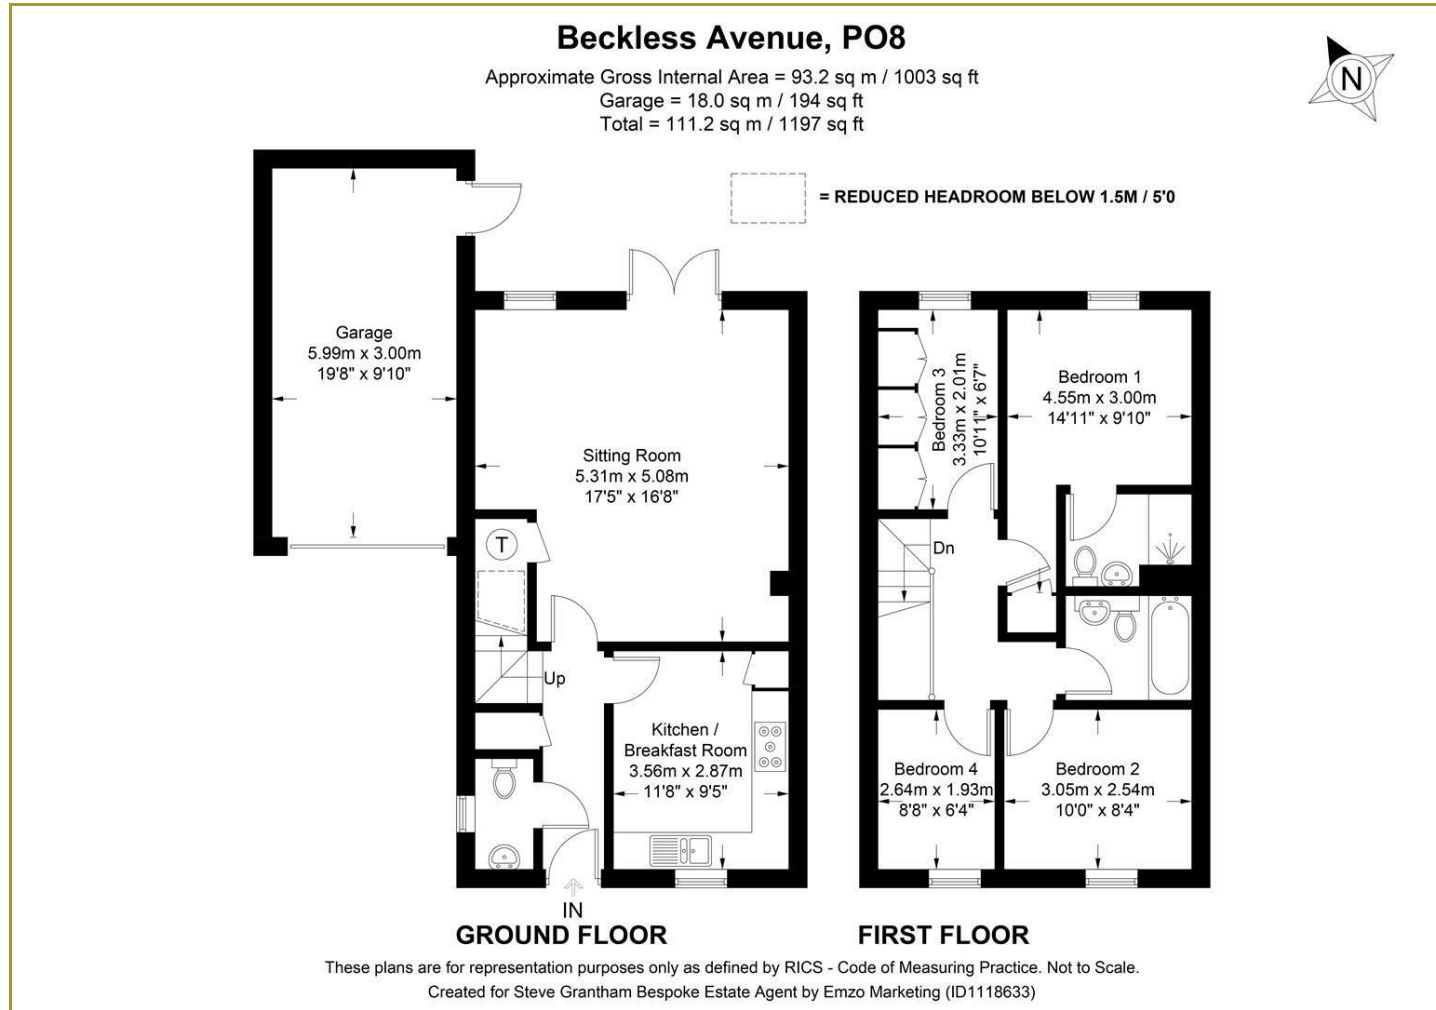 Beckless Avenue, PO8
Approximate Gross Internal Area = 93.2 sq m / 1003 sq ft
Garage = 18.0 sq m / 194 sq ft
Total = 111.2 sq m / 1197 sq ft
N
= REDUCED HEADROOM BELOW 1.5M / 5'0
Garage
5.99m x 3.00m
19'8" x 9'10"
Sitting Room
5.31m x 5.08m
17'5" x 16'8"
T
Up
Kitchen /
Breakfast Room
3.56m x 2.87m
11'8" x 9'5"
IN
GROUND FLOOR
Bedroom 3
3.33m x 2.01m
10'11" x 6'7"
Bedroom 1
4.55m x 3.00m
14'11" x 9'10"
Dn
Bedroom 4
2.64m x 1.93m
8'8" x 6'4"
Bedroom 2
3.05m x 2.54m
10'0" x 8'4"
FIRST FLOOR
These plans are for representation purposes only as defined by RICS - Code of Measuring Practice. Not to Scale.
Created for Steve Grantham Bespoke Estate Agent by Emzo Marketing (ID1118633)